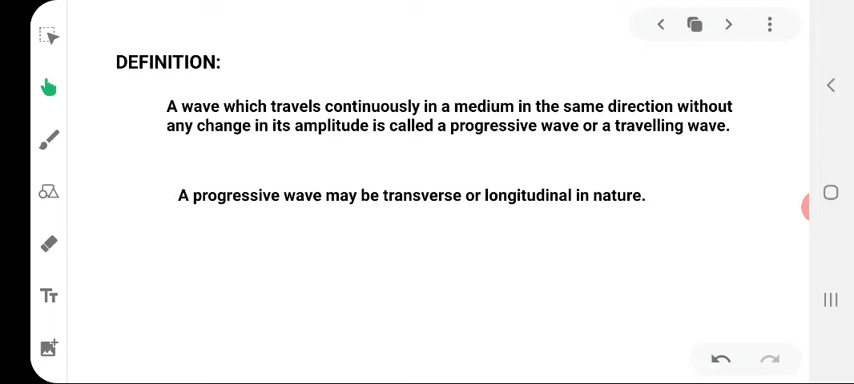 DEFINITION:
A wave which travels continuously in a medium in the same direction without
any change in its amplitude is called a progressive wave or a travelling wave.
A progressive wave may be transverse or longitudinal in nature.
TT